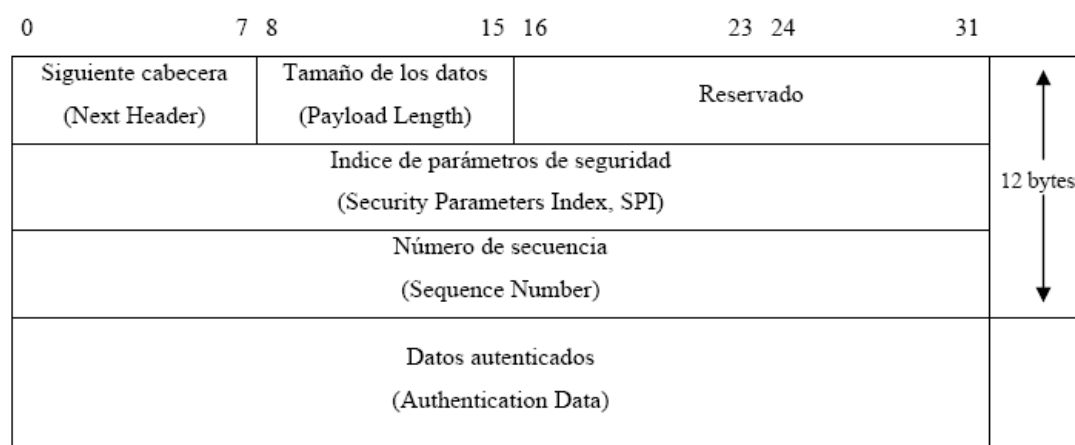 0 7 8 15 16 23 24 31
Siguiente cabecera
(Next Header)
Tamaño de los datos
(Payload Length)
Reservado
Indice de parámetros de seguridad
(Security Parameters Index, SPI)
12 bytes
Número de secuencia
(Sequence Number)
Datos autenticados
(Authentication Data)